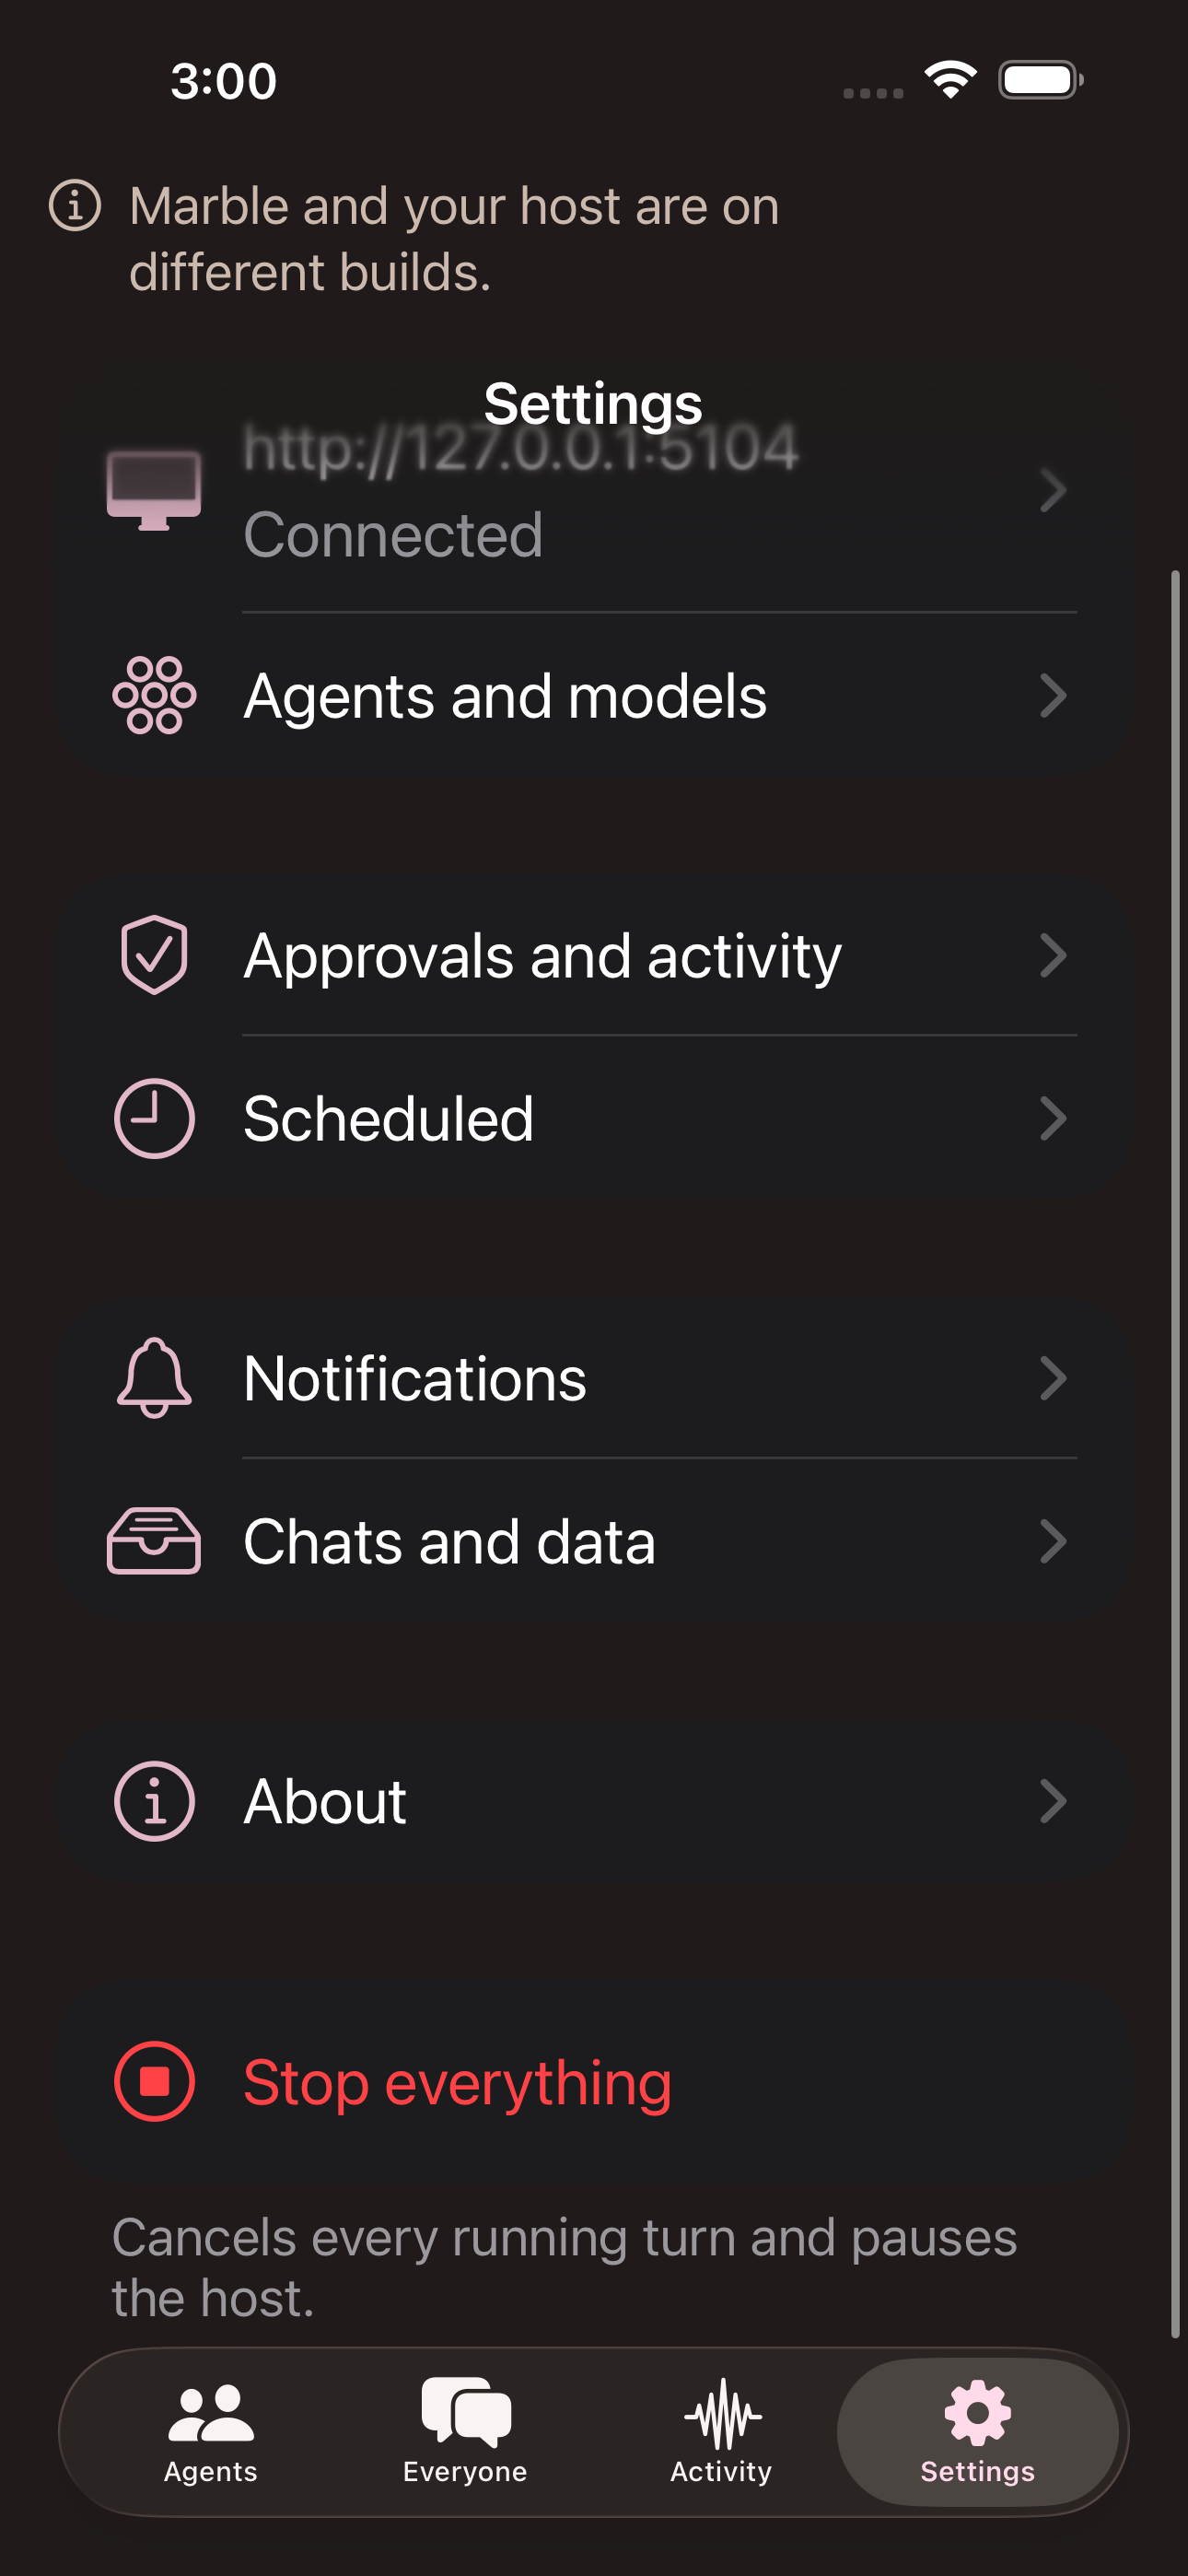 3:00
Marble and your host are on
different builds.
Settings
http://127.0.0.1:5104
Connected
Agents and models
Approvals and activity
Scheduled
Notifications
Chats and data
About
Stop everything
Cancels every running turn and pauses
the host.
Agents
Everyone
Activity
Settings